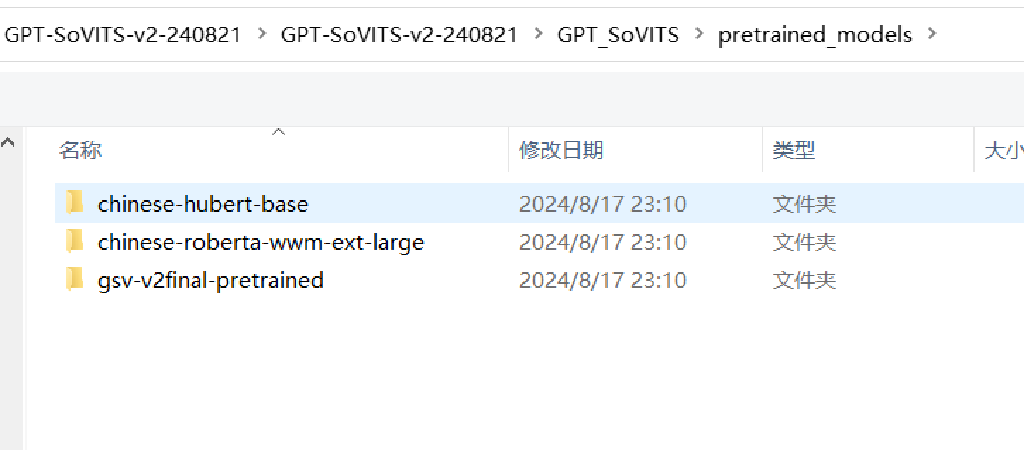 GPT-SoVITS-v2-240821 > GPT-SoVITS-v2-240821 > GPT_SoVITS > pretrained_models >
名称 修改日期 类型 大小
chinese-hubert-base 2024/8/17 23:10 文件夹
chinese-roberta-wwm-ext-large 2024/8/17 23:10 文件夹
gsv-v2final-pretrained 2024/8/17 23:10 文件夹